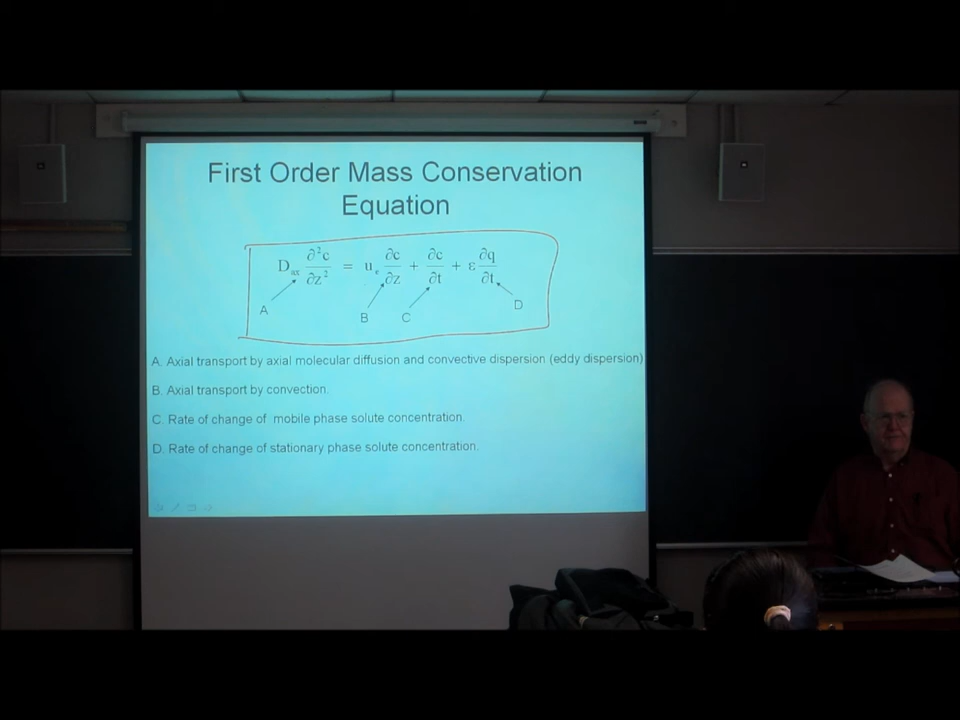 First Order Mass Conservation
Equation
D_ax ∂²c/∂z² = u_e ∂c/∂z + ∂c/∂t + ε ∂q/∂t
A B C D
A. Axial transport by axial molecular diffusion and convective dispersion (eddy dispersion)
B. Axial transport by convection.
C. Rate of change of mobile phase solute concentration.
D. Rate of change of stationary phase solute concentration.